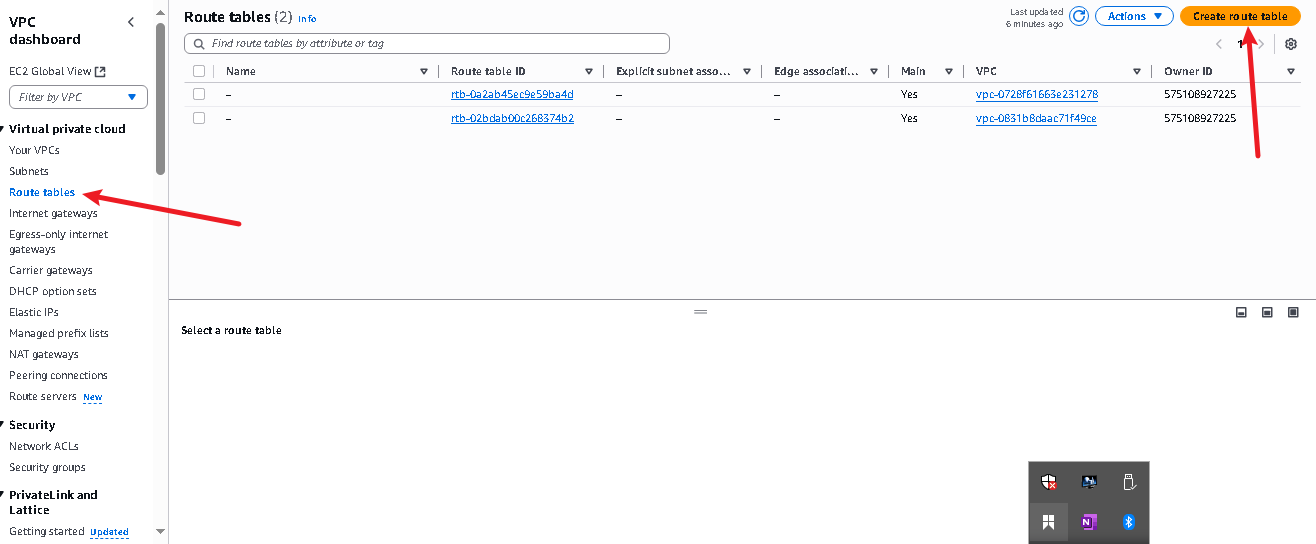 VPC
dashboard
EC2 Global View
Filter by VPC
Virtual private cloud
Your VPCs
Subnets
Route tables
Internet gateways
Egress-only internet
gateways
Carrier gateways
DHCP option sets
Elastic IPs
Managed prefix lists
NAT gateways
Peering connections
Route servers New
Security
Network ACLs
Security groups
PrivateLink and
Lattice
Getting started Updated
Route tables (2) Info
Last updated
6 minutes ago
Actions
Create route table
Find route tables by attribute or tag
1
Name Route table ID Explicit subnet asso... Edge associati... Main VPC Owner ID
– rtb-0a2ab45ec9e59ba4d – – Yes vpc-0728f61663e231278 575108927225
– rtb-02bdab00c268374b2 – – Yes vpc-0831b8daac71f49ce 575108927225
Select a route table